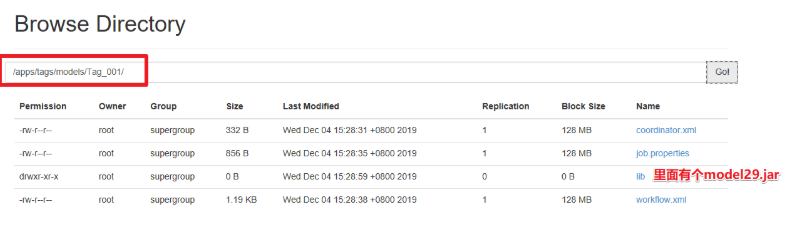 Browse Directory
/apps/tags/models/Tag_001/ Go!
Permission Owner Group Size Last Modified Replication Block Size Name
-rw-r--r-- root supergroup 332 B Wed Dec 04 15:28:31 +0800 2019 1 128 MB coordinator.xml
-rw-r--r-- root supergroup 856 B Wed Dec 04 15:28:35 +0800 2019 1 128 MB job.properties
drwxr-xr-x root supergroup 0 B Wed Dec 04 15:28:59 +0800 2019 0 0 B lib 里面有个model29.jar
-rw-r--r-- root supergroup 1.19 KB Wed Dec 04 15:28:38 +0800 2019 1 128 MB workflow.xml